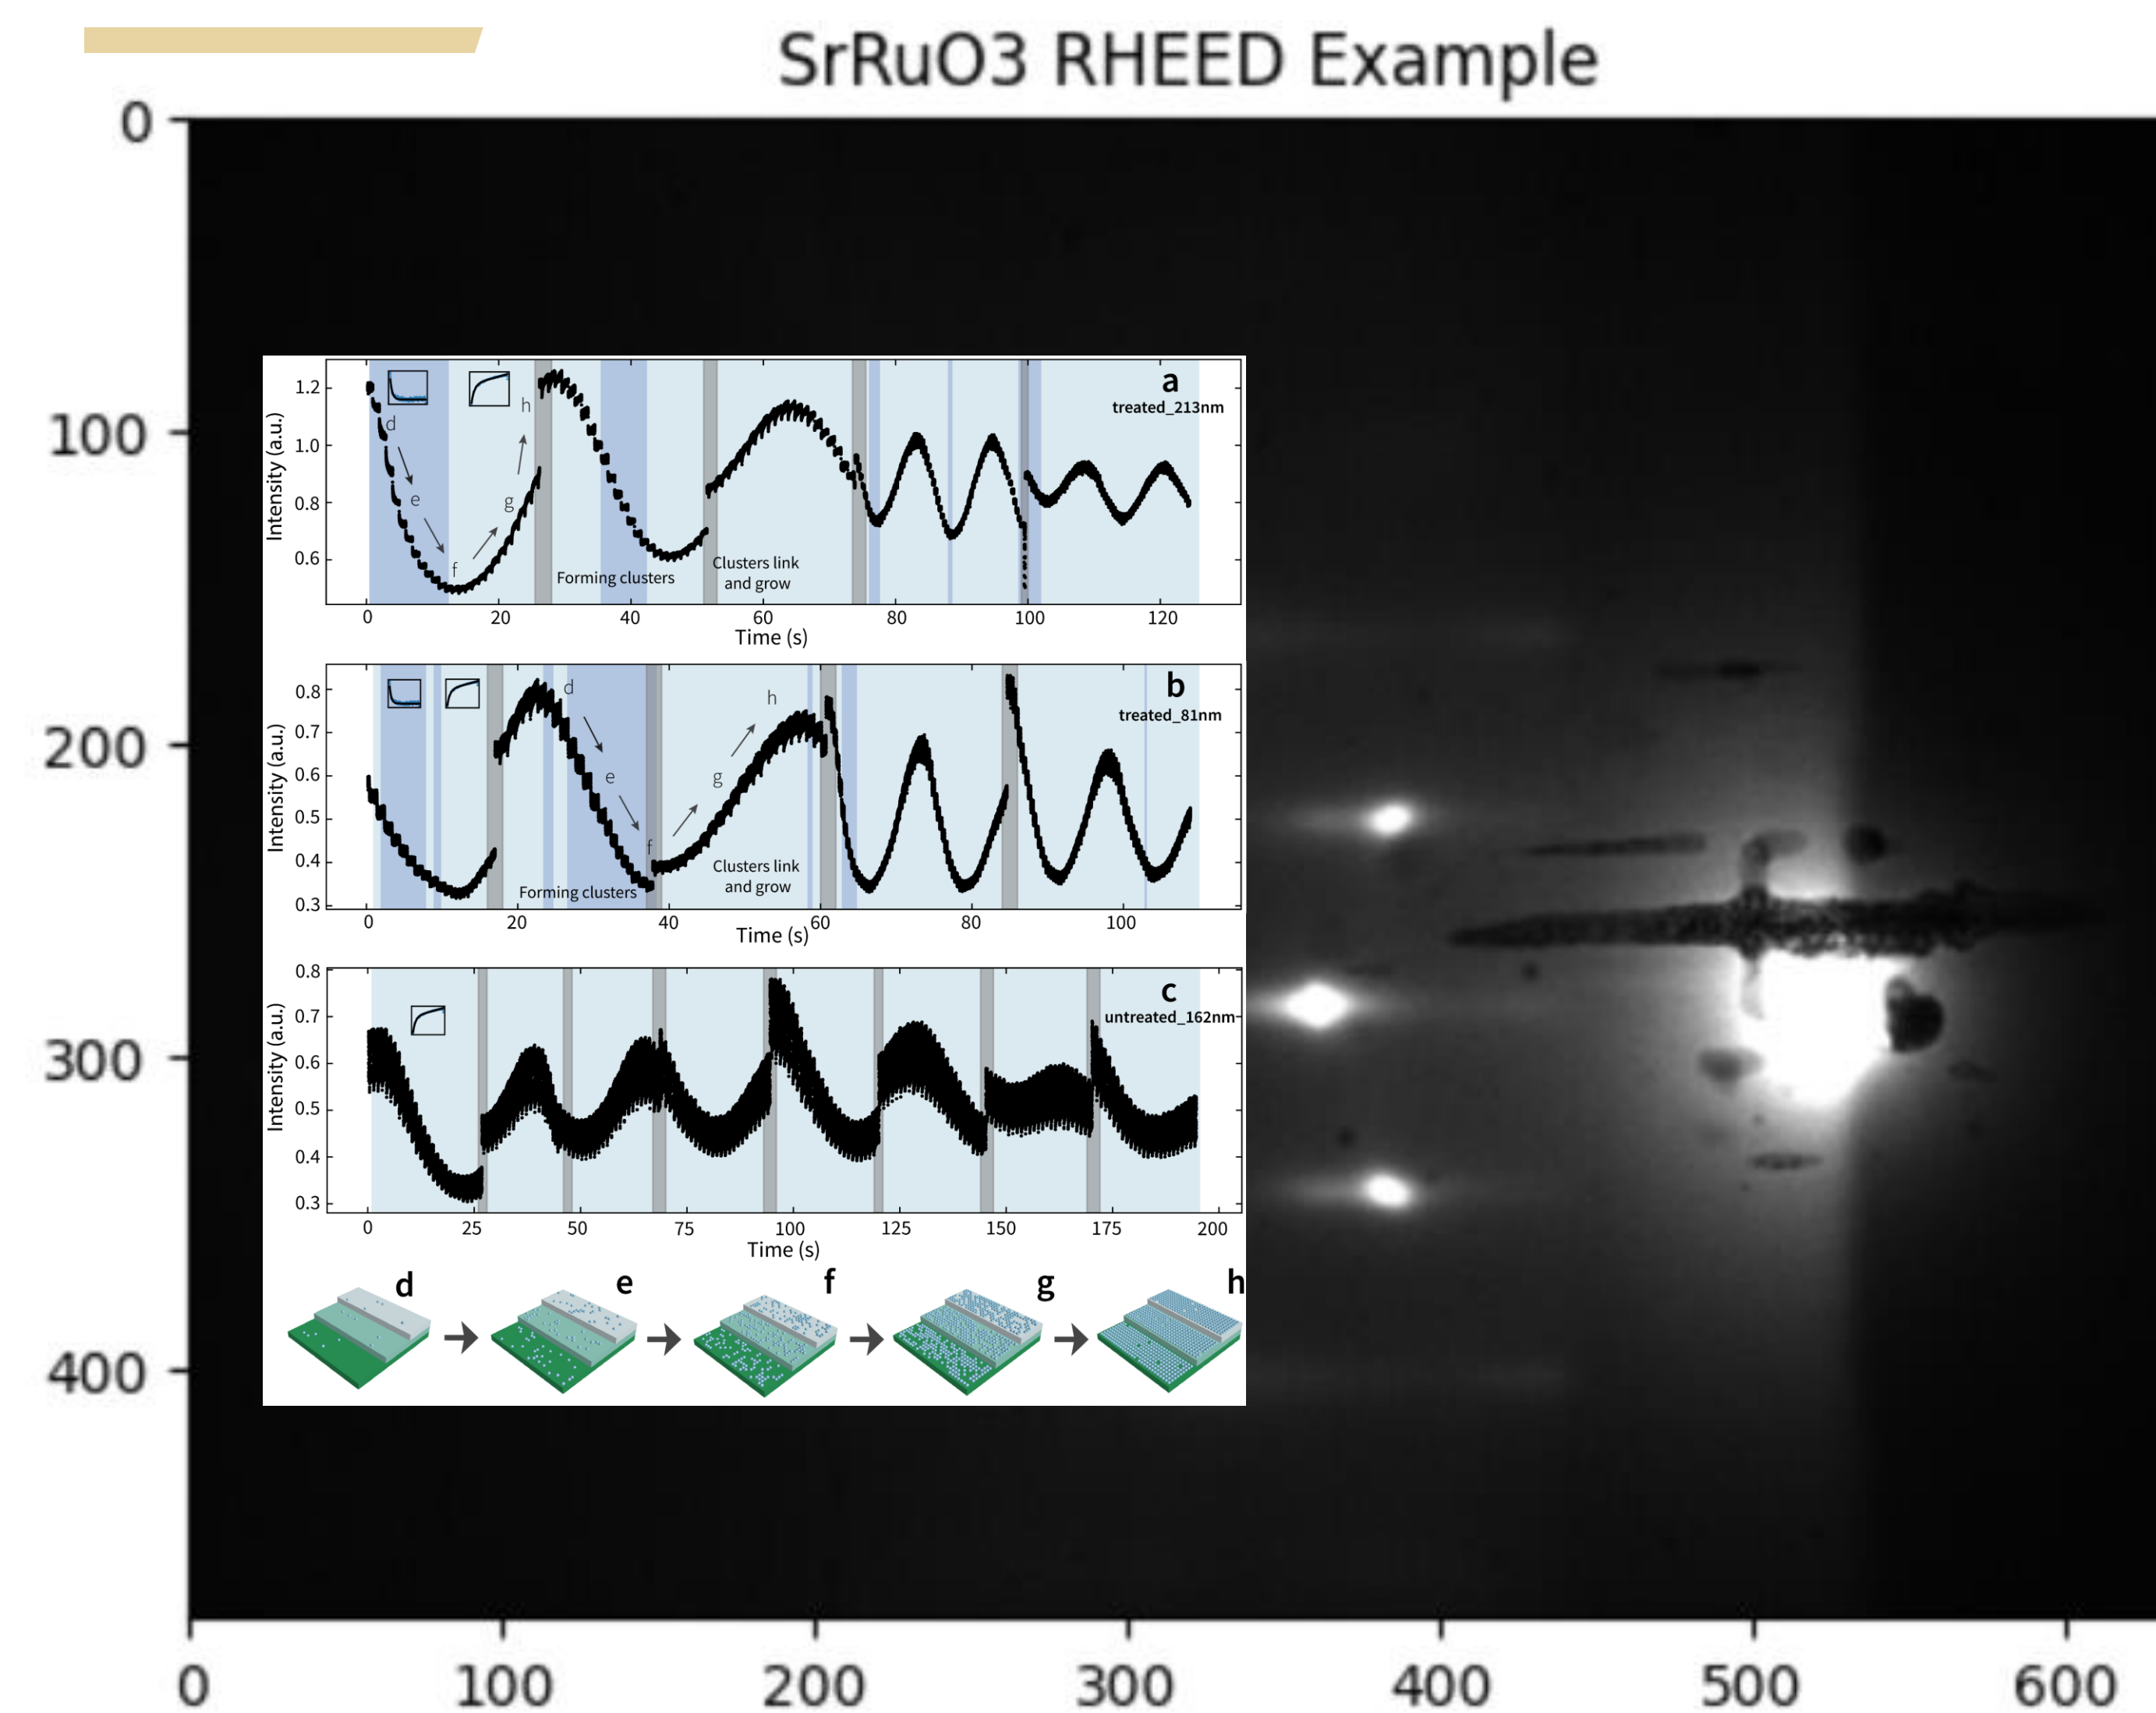 SrRuO3 RHEED Example
0
100
200
300
400
0 100 200 300 400 500 600
a
treated_213nm
Intensity (a.u.)
1.2
1.0
0.8
0.6
d
e
f
g
h
Forming clusters
Clusters link
and grow
0 20 40 60 80 100 120
Time (s)
b
treated_81nm
Intensity (a.u.)
0.8
0.7
0.6
0.5
0.4
0.3
d
e
f
g
h
Forming clusters
Clusters link
and grow
0 20 40 60 80 100
Time (s)
c
untreated_162nm
Intensity (a.u.)
0.8
0.7
0.6
0.5
0.4
0.3
0 25 50 75 100 125 150 175 200
Time (s)
d e f g h